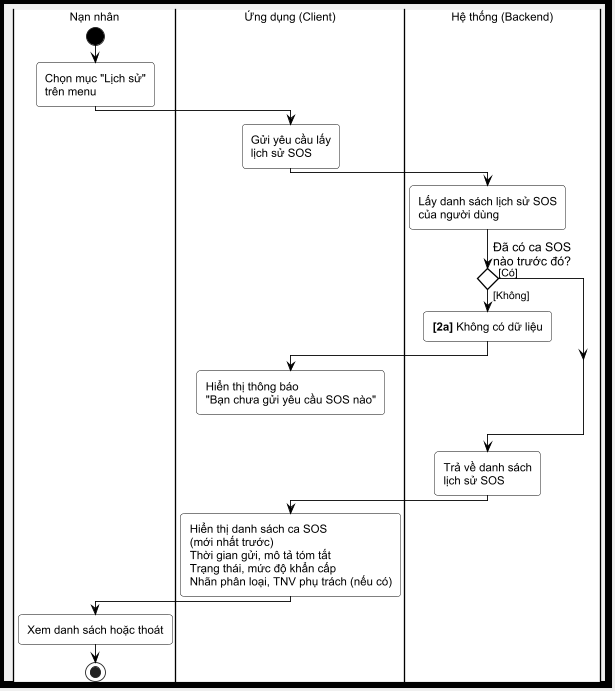 Nạn nhân
Ứng dụng (Client)
Hệ thống (Backend)
Chọn mục "Lịch sử"
trên menu
Gửi yêu cầu lấy
lịch sử SOS
Lấy danh sách lịch sử SOS
của người dùng
Đã có ca SOS
nào trước đó?
[Có]
[Không]
[2a] Không có dữ liệu
Hiển thị thông báo
"Bạn chưa gửi yêu cầu SOS nào"
Trả về danh sách
lịch sử SOS
Hiển thị danh sách ca SOS
(mới nhất trước)
Thời gian gửi, mô tả tóm tắt
Trạng thái, mức độ khẩn cấp
Nhãn phân loại, TNV phụ trách (nếu có)
Xem danh sách hoặc thoát